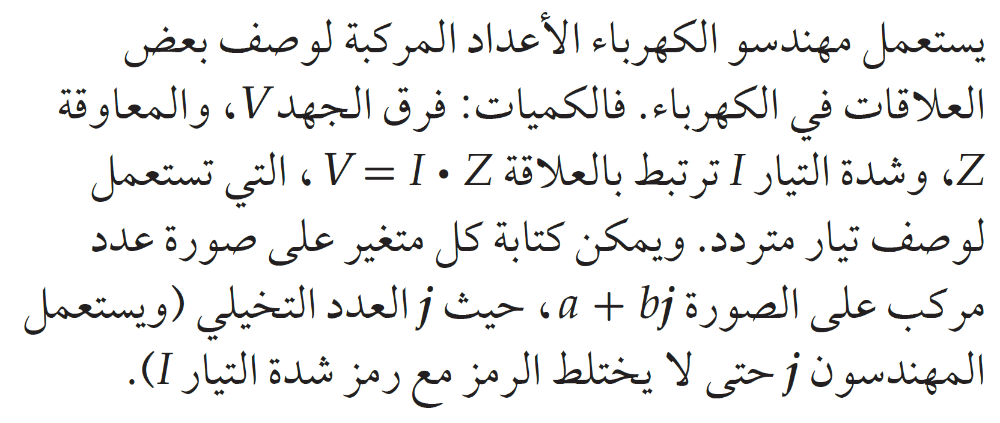 يستعمل مهندسو الكهرباء الأعداد المركبة لوصف بعض
العلاقات في الكهرباء. فالكميات: فرق الجهد V، والمعاوقة
Z، وشدة التيار I ترتبط بالعلاقة V = I • Z ، التي تستعمل
لوصف تيار متردد. ويمكن كتابة كل متغير على صورة عدد
مركب على الصورة a + bj، حيث j العدد التخيلي (ويستعمل
المهندسون j حتى لا يختلط الرمز مع رمز شدة التيار I).